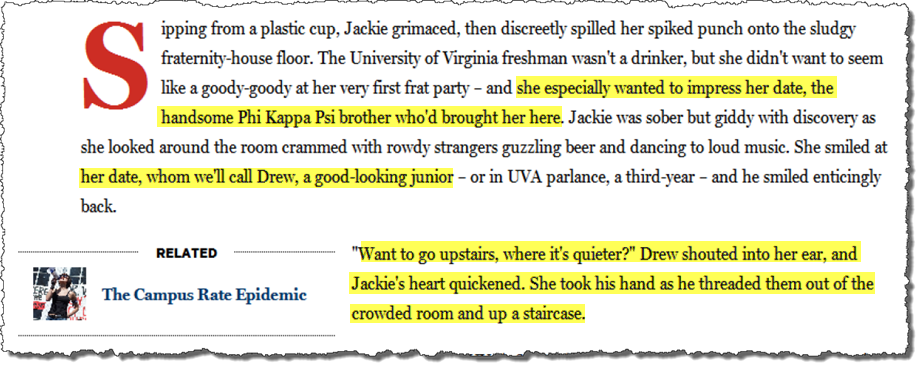 Sipping from a plastic cup, Jackie grimaced, then discreetly spilled her spiked punch onto the sludgy
fraternity-house floor. The University of Virginia freshman wasn't a drinker, but she didn't want to seem
like a goody-goody at her very first frat party – and she especially wanted to impress her date, the
handsome Phi Kappa Psi brother who'd brought her here. Jackie was sober but giddy with discovery as
she looked around the room crammed with rowdy strangers guzzling beer and dancing to loud music. She smiled at
her date, whom we'll call Drew, a good-looking junior – or in UVA parlance, a third-year – and he smiled enticingly
back.
RELATED
The Campus Rate Epidemic
"Want to go upstairs, where it's quieter?" Drew shouted into her ear, and
Jackie's heart quickened. She took his hand as he threaded them out of the
crowded room and up a staircase.